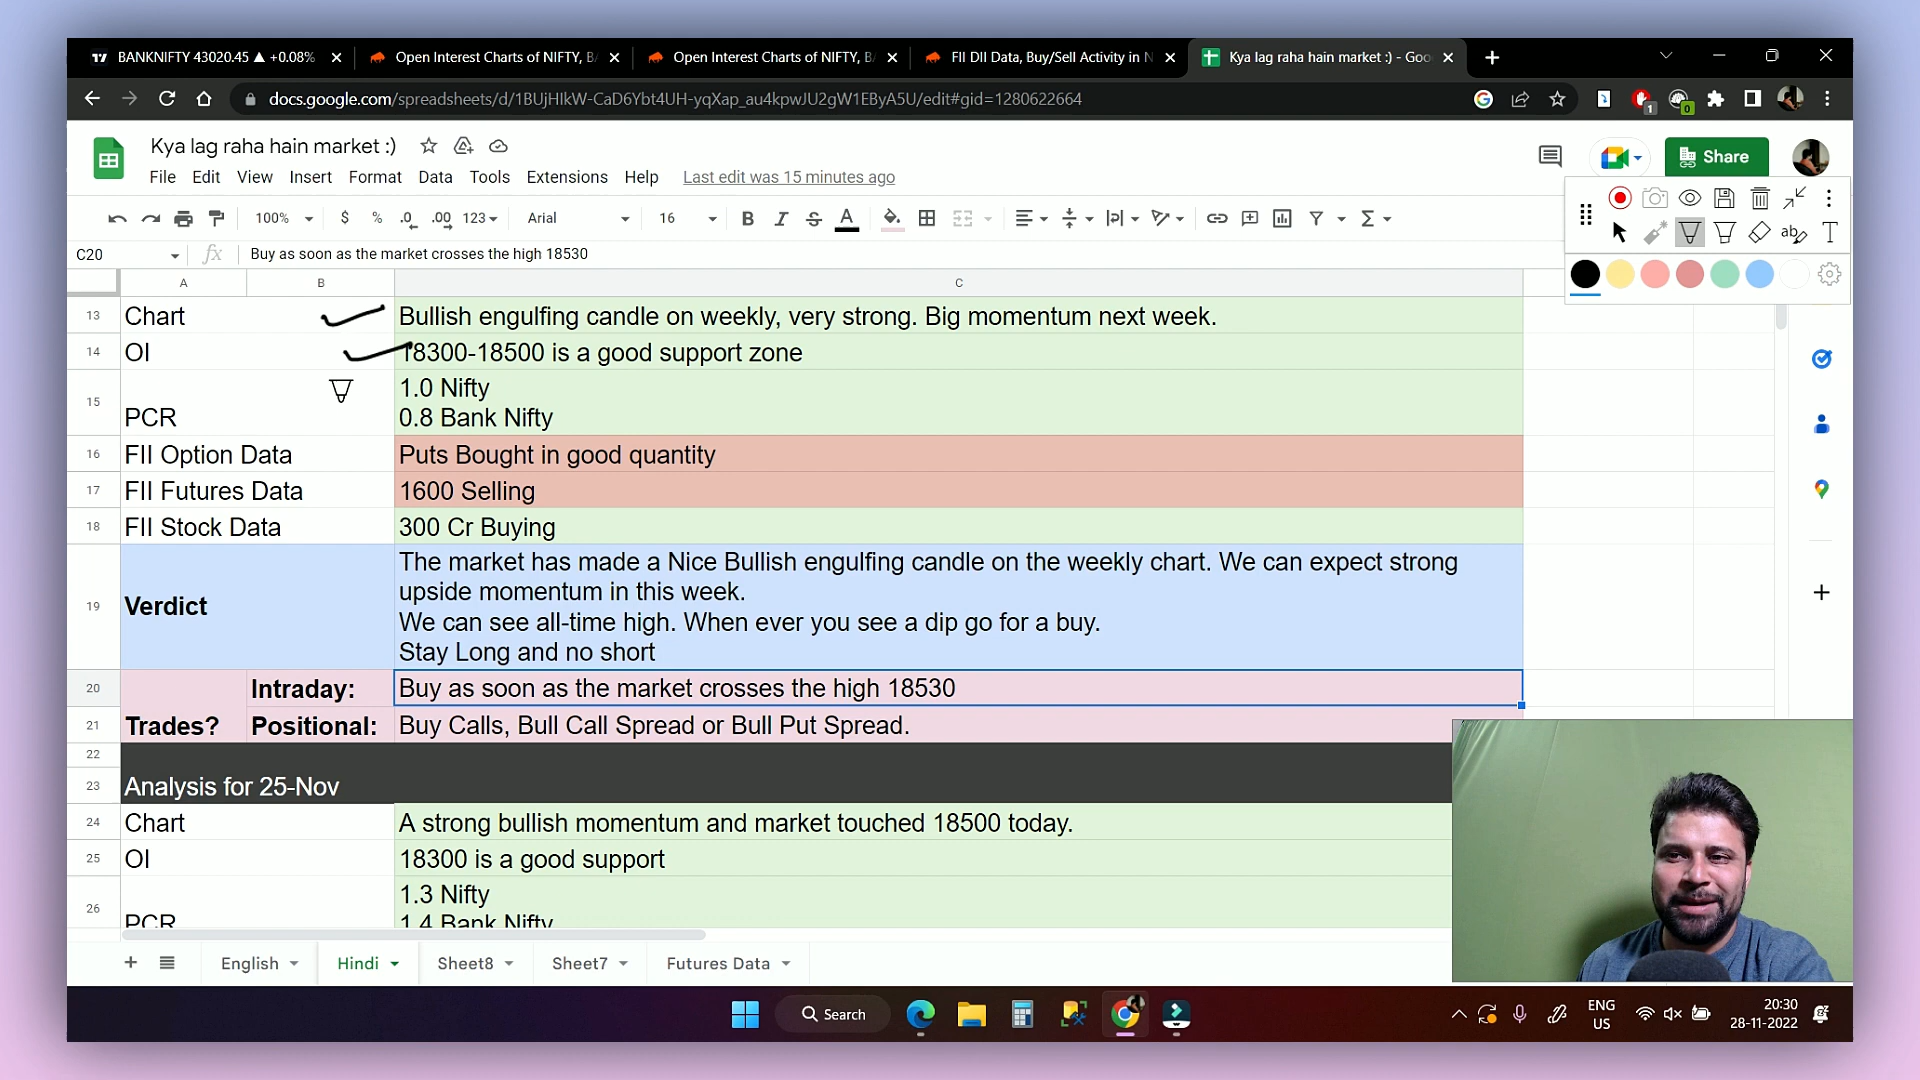 BANKNIFTY 43020.45 ▲ +0.08%
Open Interest Charts of NIFTY, B
Open Interest Charts of NIFTY, B
FII DII Data, Buy/Sell Activity in N
Kya lag raha hain market :) - Goo
docs.google.com/spreadsheets/d/1BUjHIkW-CaD6Ybt4UH-yqXap_au4kpwJU2gW1EByA5U/edit#gid=1280622664
1
0
Kya lag raha hain market :)
Share
File Edit View Insert Format Data Tools Extensions Help Last edit was 15 minutes ago
100% $ % .0 .00 123 Arial 16 B I S A
C20 fx Buy as soon as the market crosses the high 18530
A B C
13 Chart Bullish engulfing candle on weekly, very strong. Big momentum next week.
14 OI 18300-18500 is a good support zone
1.0 Nifty
15 PCR 0.8 Bank Nifty
16 FII Option Data Puts Bought in good quantity
17 FII Futures Data 1600 Selling
18 FII Stock Data 300 Cr Buying
The market has made a Nice Bullish engulfing candle on the weekly chart. We can expect strong
upside momentum in this week.
19 Verdict
We can see all-time high. When ever you see a dip go for a buy.
Stay Long and no short
20 Intraday: Buy as soon as the market crosses the high 18530
21 Trades? Positional: Buy Calls, Bull Call Spread or Bull Put Spread.
22
23 Analysis for 25-Nov
24 Chart A strong bullish momentum and market touched 18500 today.
25 OI 18300 is a good support
1.3 Nifty
26 PCR 1.4 Bank Nifty
English Hindi Sheet8 Sheet7 Futures Data
Search
ENG
US
20:30
28-11-2022